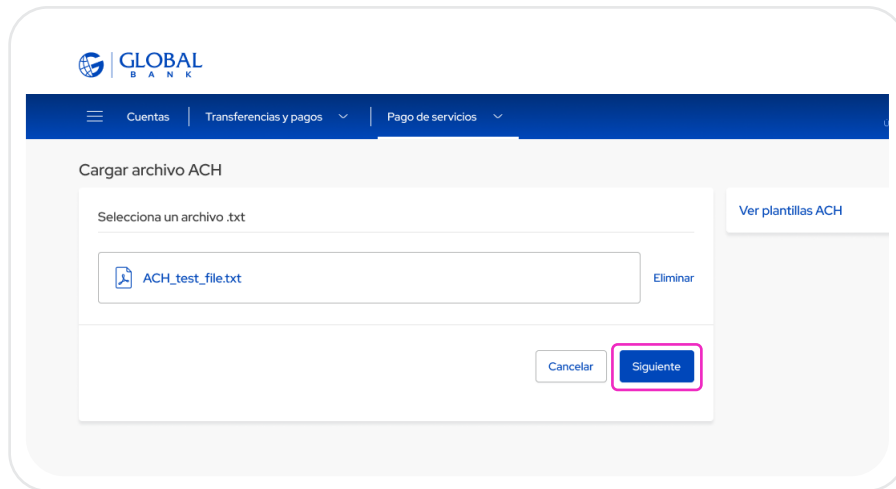 GLOBAL
BANK
Cuentas
Transferencias y pagos
Pago de servicios
Cargar archivo ACH
Selecciona un archivo .txt
Ver plantillas ACH
ACH_test_file.txt
Eliminar
Cancelar
Siguiente